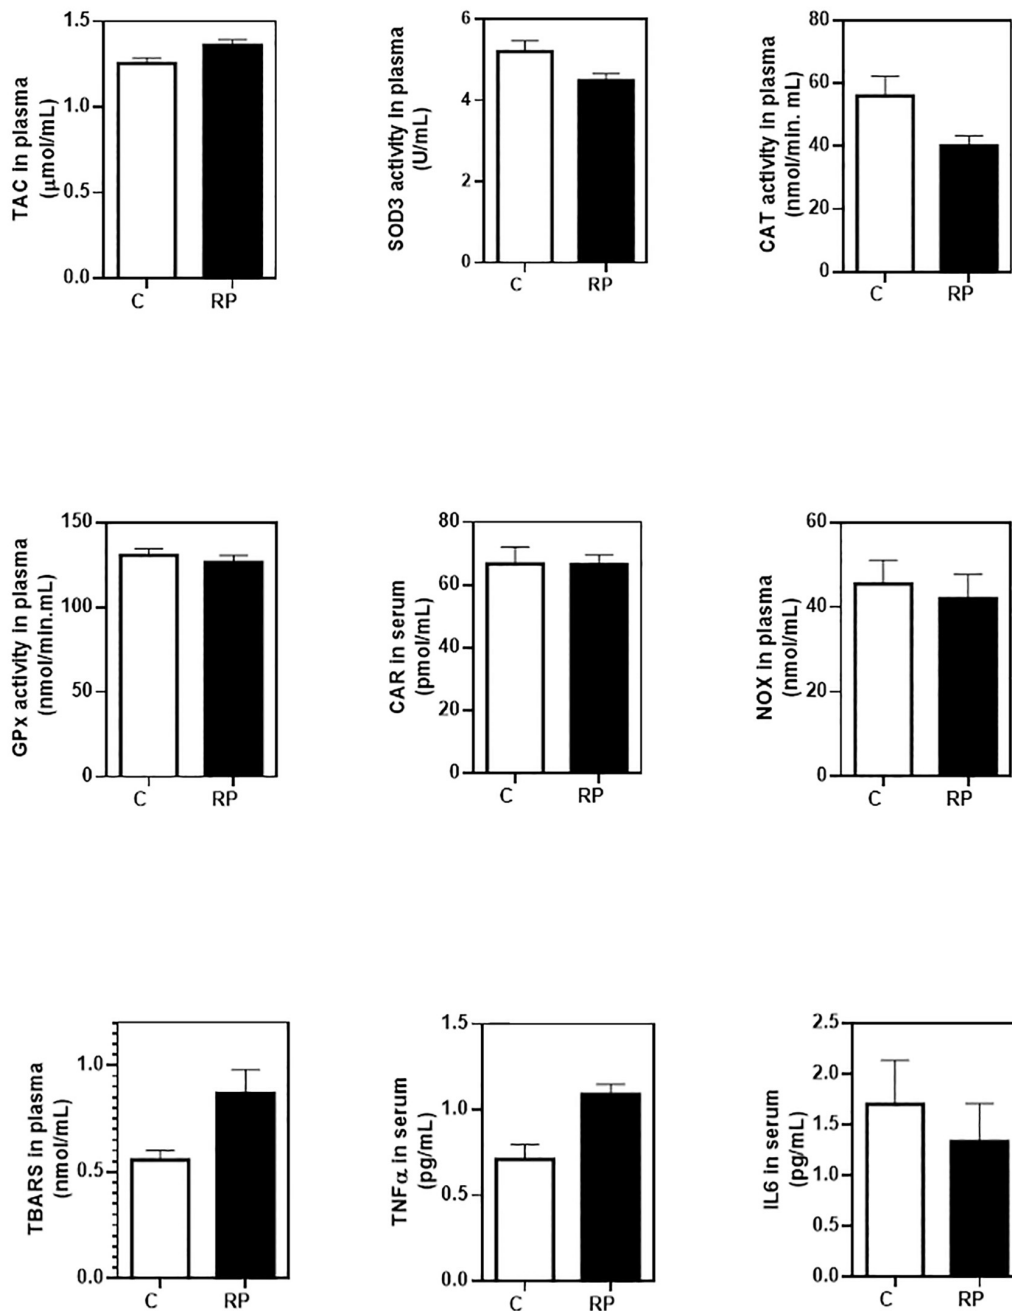 TAC in plasma
(μmol/mL)
1.5
1.0
0.5
0.0
C
RP
SOD3 activity in plasma
(U/mL)
6
4
2
0
C
RP
CAT activity in plasma
(nmol/min. mL)
80
60
40
20
0
C
RP
GPx activity in plasma
(nmol/min.mL)
150
100
50
0
C
RP
CAR in serum
(pmol/mL)
80
60
40
20
0
C
RP
NOX in plasma
(nmol/mL)
60
40
20
0
C
RP
TBARS in plasma
(nmol/mL)
1.0
0.5
0.0
C
RP
TNFα in serum
(pg/mL)
1.5
1.0
0.5
0.0
C
RP
IL6 in serum
(pg/mL)
2.5
2.0
1.5
1.0
0.5
0.0
C
RP